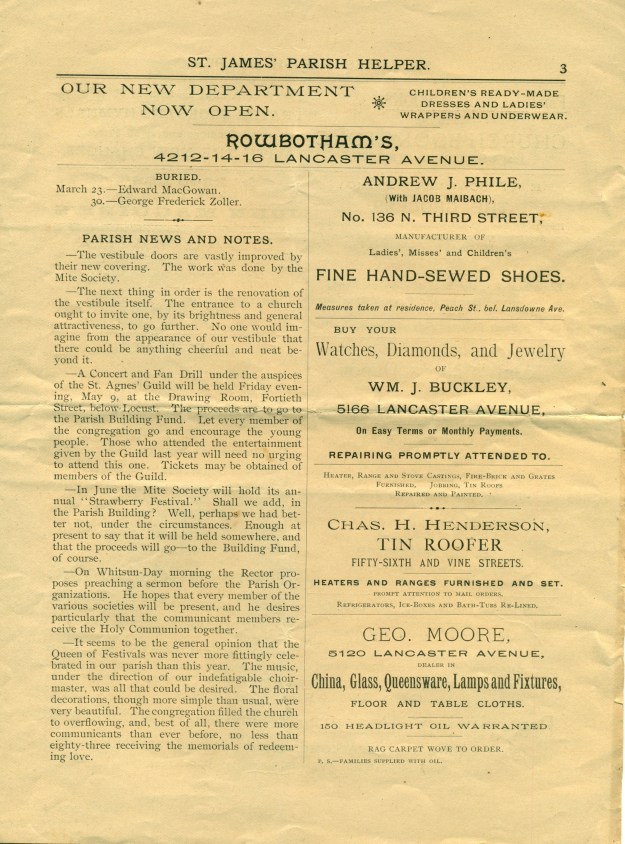 ST. JAMES' PARISH HELPER.
3
OUR NEW DEPARTMENT
NOW OPEN.
CHILDREN'S READY-MADE
DRESSES AND LADIES'
WRAPPERS AND UNDERWEAR.
ROWBOTHAM'S,
4212-14-16 LANCASTER AVENUE.
BURIED.
March 23.—Edward MacGowan.
30.—George Frederick Zoller.
PARISH NEWS AND NOTES.
—The vestibule doors are vastly improved by
their new covering. The work was done by the
Mite Society.
—The next thing in order is the renovation of
the vestibule itself. The entrance to a church
ought to invite one, by its brightness and general
attractiveness, to go further. No one would im-
agine from the appearance of our vestibule that
there could be anything cheerful and neat be-
yond it.
—A Concert and Fan Drill under the auspices
of the St. Agnes' Guild will be held Friday even-
ing, May 9, at the Drawing Room, Fortieth
Street, below Locust. The proceeds are to go to
the Parish Building Fund. Let every member of
the congregation go and encourage the young
people. Those who attended the entertainment
given by the Guild last year will need no urging
to attend this one. Tickets may be obtained of
members of the Guild.
—In June the Mite Society will hold its an-
nual "Strawberry Festival." Shall we add, in
the Parish Building? Well, perhaps we had bet-
ter not, under the circumstances. Enough at
present to say that it will be held somewhere, and
that the proceeds will go—to the Building Fund,
of course.
—On Whitsun-Day morning the Rector pro-
poses preaching a sermon before the Parish Or-
ganizations. He hopes that every member of the
various societies will be present, and he desires
particularly that the communicant members re-
ceive the Holy Communion together.
—It seems to be the general opinion that the
Queen of Festivals was never more fittingly cele-
brated in our parish than this year. The music,
under the direction of our indefatigable choir-
master, was all that could be desired. The floral
decorations, though more simple than usual, were
very beautiful. The congregation filled the church
to overflowing, and, best of all, there were more
communicants than ever before, no less than
eighty-three receiving the memorials of redeem-
ing love.
ANDREW J. PHILE,
(With JACOB MAIBACH),
No. 136 N. THIRD STREET,
MANUFACTURER OF
Ladies', Misses' and Children's
FINE HAND-SEWED SHOES.
Measures taken at residence, Peach St., bel. Lansdowne Ave.
BUY YOUR
Watches, Diamonds, and Jewelry
OF
WM. J. BUCKLEY,
5166 LANCASTER AVENUE,
On Easy Terms or Monthly Payments.
REPAIRING PROMPTLY ATTENDED TO.
HEATER, RANGE AND STOVE CASTINGS, FIRE-BRICK AND GRATES
FURNISHED, JOBBING, TIN ROOFS
REPAIRED AND PAINTED.
CHAS. H. HENDERSON,
TIN ROOFER
FIFTY-SIXTH AND VINE STREETS.
HEATERS AND RANGES FURNISHED AND SET.
PROMPT ATTENTION TO MAIL ORDERS.
REFRIGERATORS, ICE-BOXES AND BATH-TUBS RE-LINED.
GEO. MOORE,
5120 LANCASTER AVENUE,
DEALER IN
China, Glass, Queensware, Lamps and Fixtures,
FLOOR AND TABLE CLOTHS.
150 HEADLIGHT OIL WARRANTED
RAG CARPET WOVE TO ORDER.
P. S.—FAMILIES SUPPLIED WITH OIL.